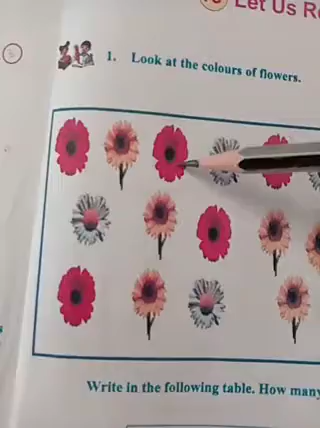 Let Us R
1. Look at the colours of flowers.
Write in the following table. How many